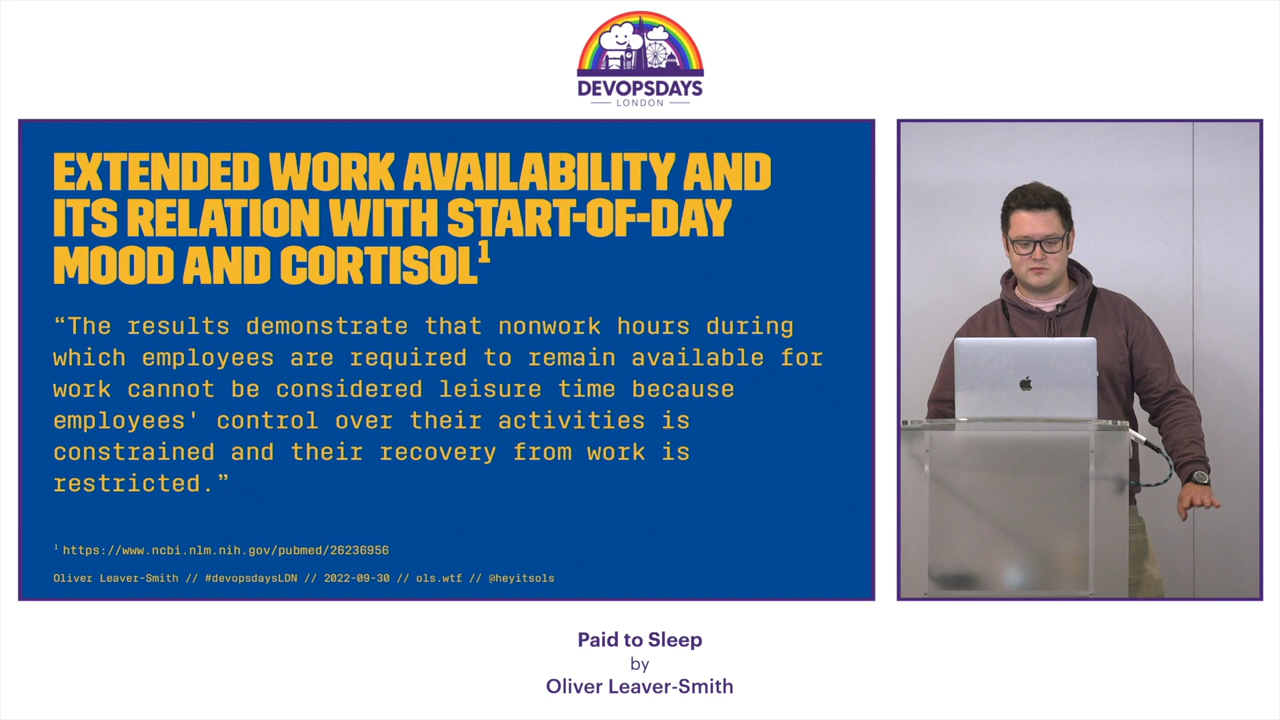 DEVOPSDAYS
LONDON
EXTENDED WORK AVAILABILITY AND
ITS RELATION WITH START-OF-DAY
MOOD AND CORTISOL¹
“The results demonstrate that nonwork hours during
which employees are required to remain available for
work cannot be considered leisure time because
employees' control over their activities is
constrained and their recovery from work is
restricted.”
¹ https://www.ncbi.nlm.nih.gov/pubmed/26236956
Oliver Leaver-Smith // #devopsdaysLDN // 2022-09-30 // ols.wtf // @heyitsols
Paid to Sleep
by
Oliver Leaver-Smith